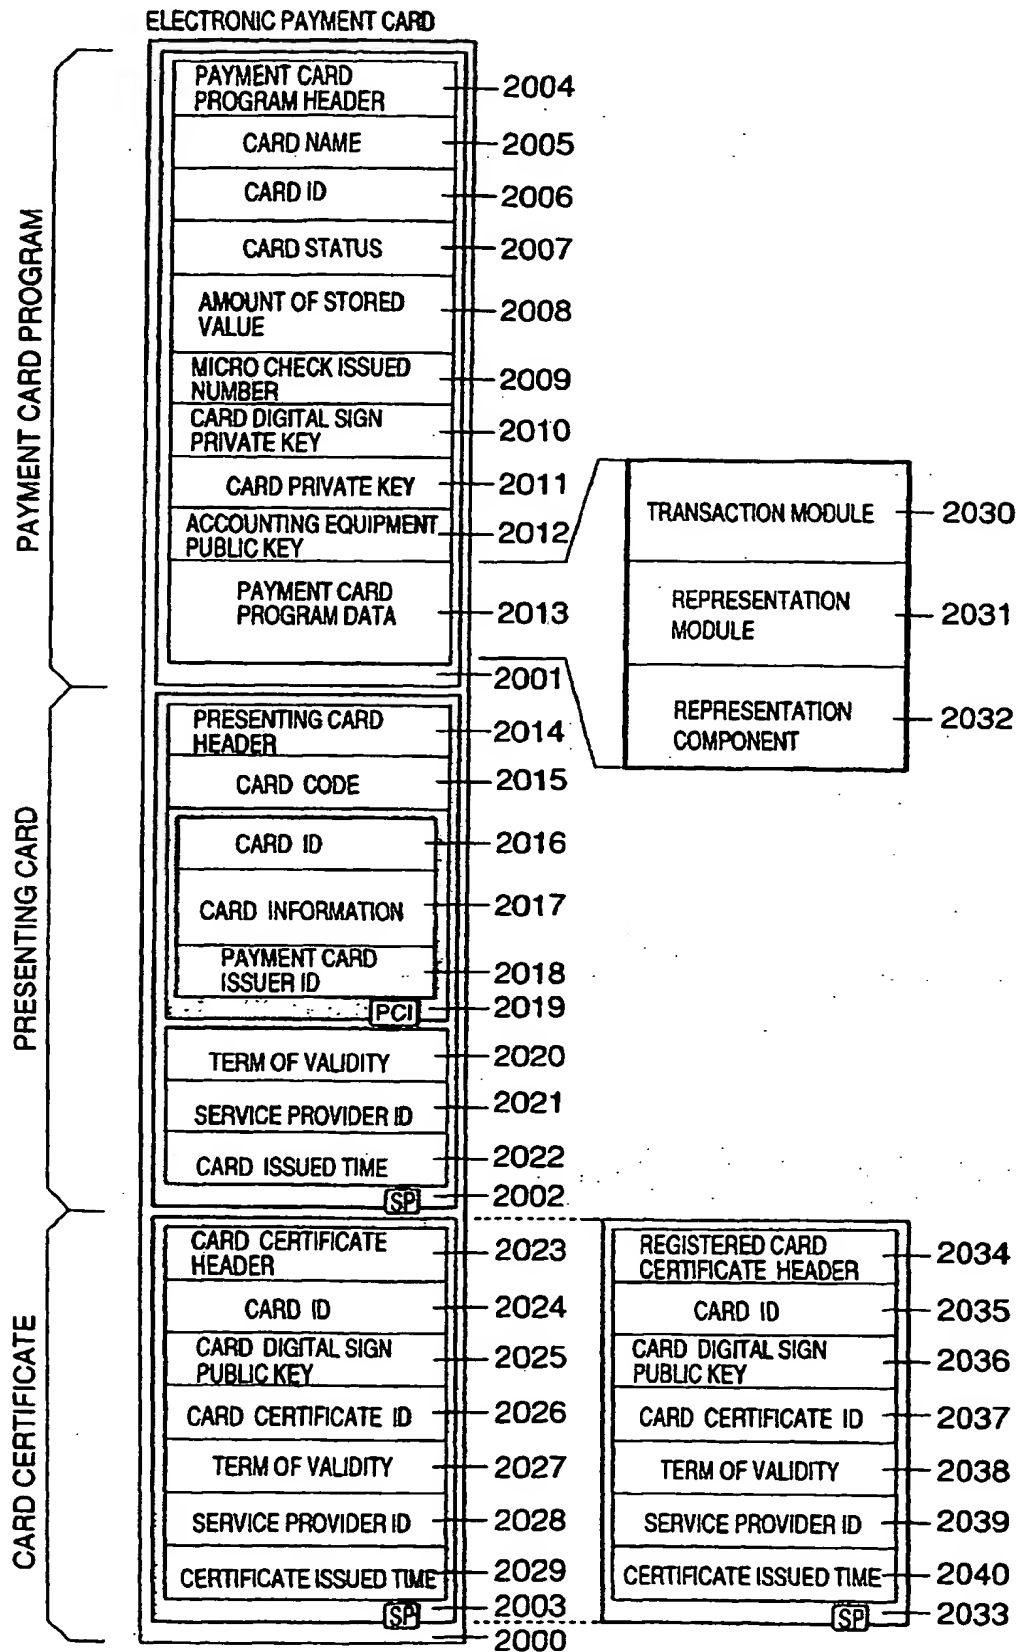 ELECTRONIC PAYMENT CARD
PAYMENT CARD PROGRAM
PAYMENT CARD
PROGRAM HEADER
2004
CARD NAME
2005
CARD ID
2006
CARD STATUS
2007
AMOUNT OF STORED
VALUE
2008
MICRO CHECK ISSUED
NUMBER
2009
CARD DIGITAL SIGN
PRIVATE KEY
2010
CARD PRIVATE KEY
2011
ACCOUNTING EQUIPMENT
PUBLIC KEY
2012
PAYMENT CARD
PROGRAM DATA
2013
2001
TRANSACTION MODULE
2030
REPRESENTATION
MODULE
2031
REPRESENTATION
COMPONENT
2032
PRESENTING CARD
PRESENTING CARD
HEADER
2014
CARD CODE
2015
CARD ID
2016
CARD INFORMATION
2017
PAYMENT CARD
ISSUER ID
2018
PCI
2019
TERM OF VALIDITY
2020
SERVICE PROVIDER ID
2021
CARD ISSUED TIME
2022
SP
2002
CARD CERTIFICATE
CARD CERTIFICATE
HEADER
2023
CARD ID
2024
CARD DIGITAL SIGN
PUBLIC KEY
2025
CARD CERTIFICATE ID
2026
TERM OF VALIDITY
2027
SERVICE PROVIDER ID
2028
CERTIFICATE ISSUED TIME
2029
SP
2003
2000
REGISTERED CARD
CERTIFICATE HEADER
2034
CARD ID
2035
CARD DIGITAL SIGN
PUBLIC KEY
2036
CARD CERTIFICATE ID
2037
TERM OF VALIDITY
2038
SERVICE PROVIDER ID
2039
CERTIFICATE ISSUED TIME
2040
SP
2033